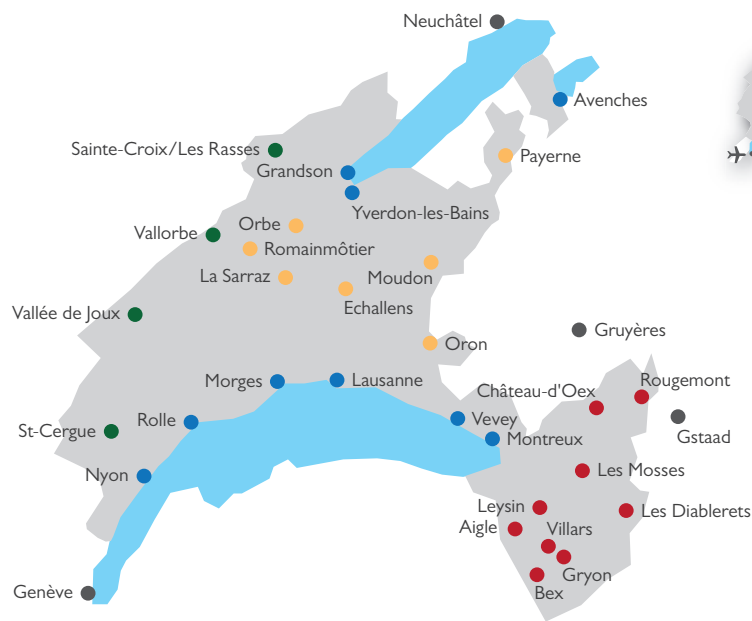 Neuchâtel
Avenches
Sainte-Croix/Les Rasses
Payerne
Grandson
Yverdon-les-Bains
Orbe
Vallorbe
Romainmôtier
La Sarraz
Moudon
Echallens
Vallée de Joux
Gruyères
Oron
Morges
Lausanne
Château-d'Oex
Rougemont
Rolle
Vevey
Gstaad
St-Cergue
Montreux
Nyon
Les Mosses
Leysin
Les Diablerets
Aigle
Villars
Gryon
Genève
Bex